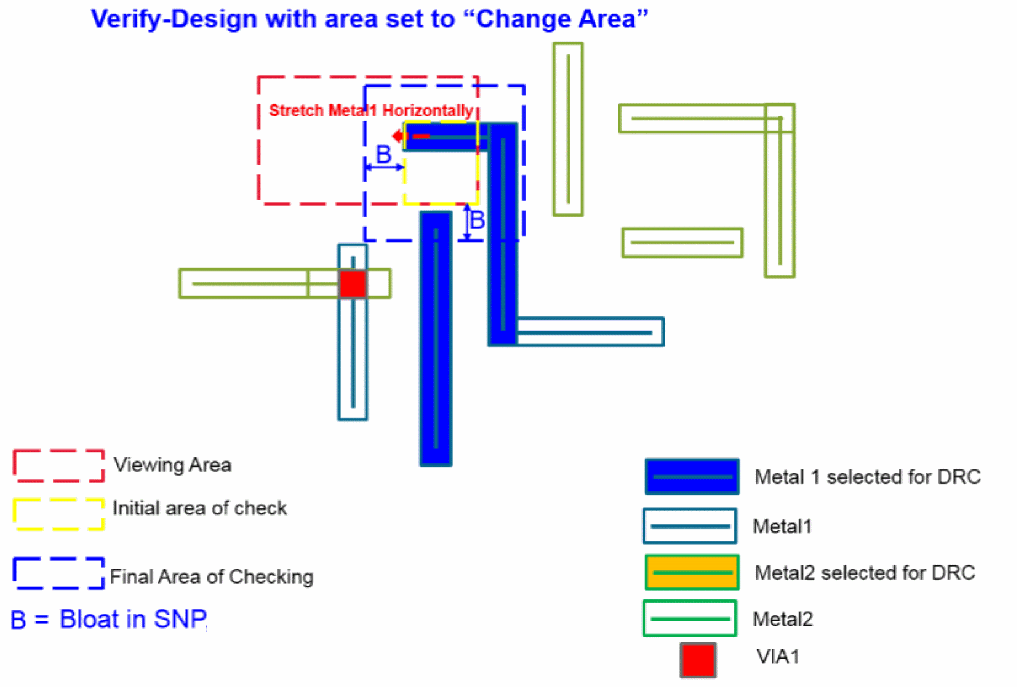 Verify-Design with area set to “Change Area”
Stretch Metal1 Horizontally
B
B
Viewing Area
Initial area of check
Final Area of Checking
B = Bloat in SNP
Metal 1 selected for DRC
Metal1
Metal2 selected for DRC
Metal2
VIA1